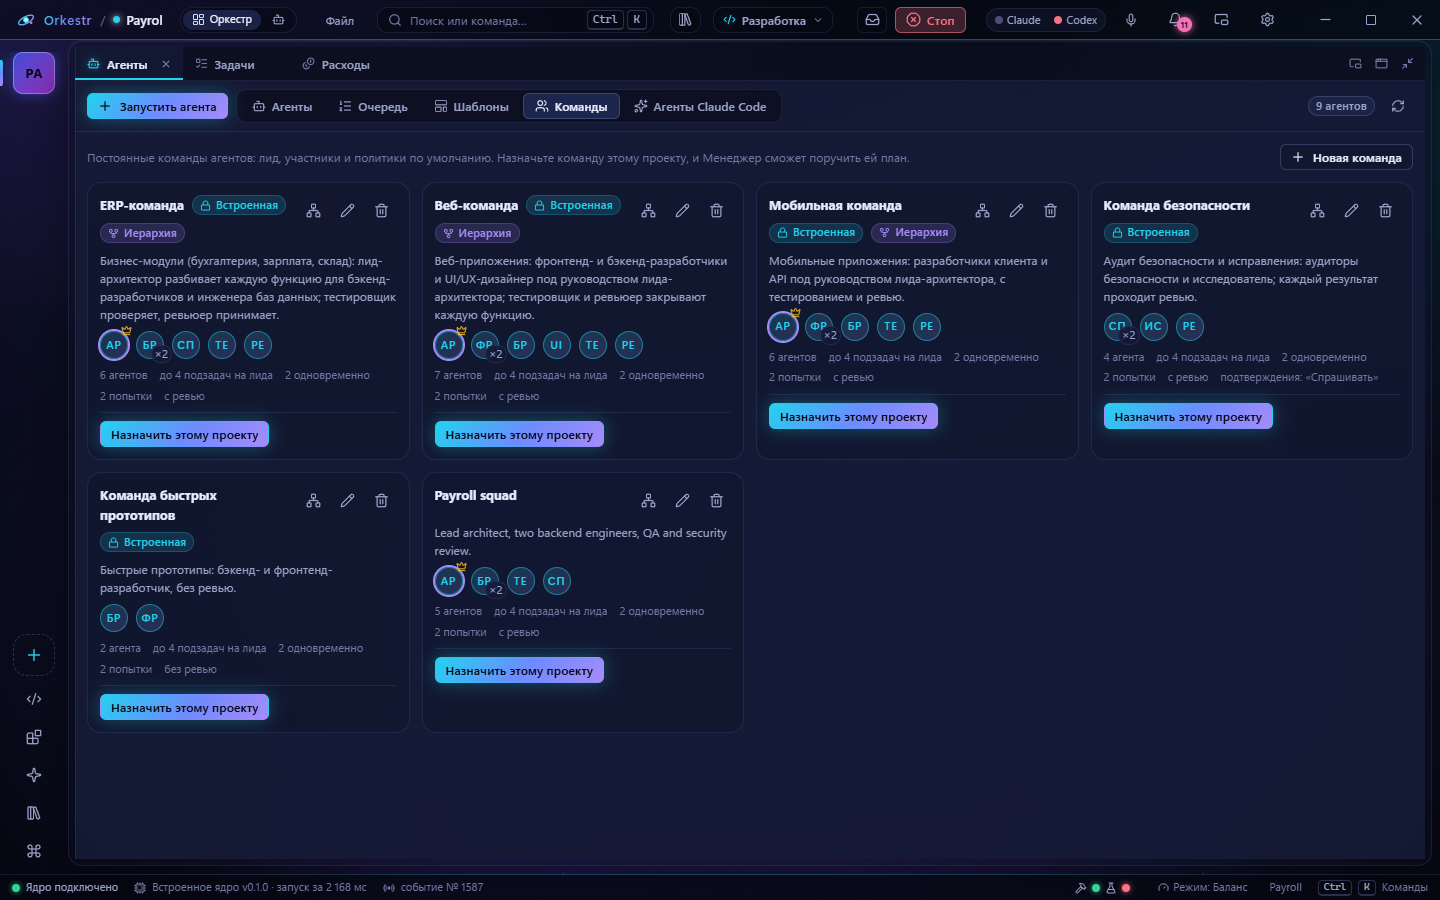 Orkestr / Payrol
Оркестр
Файл
Поиск или команда...
Ctrl K
Разработка
Стоп
Claude Codex
11
PA
Агенты
Задачи
Расходы
Запустить агента
Агенты
Очередь
Шаблоны
Команды
Агенты Claude Code
9 агентов
Постоянные команды агентов: лид, участники и политики по умолчанию. Назначьте команду этому проекту, и Менеджер сможет поручить ей план.
Новая команда
ERP-команда
Встроенная
Иерархия
Бизнес-модули (бухгалтерия, зарплата, склад): лид-
архитектор разбивает каждую функцию для бэкенд-
разработчиков и инженера баз данных; тестировщик
проверяет, ревьюер принимает.
АР БР ×2 СП ТЕ РЕ
6 агентов до 4 подзадач на лида 2 одновременно
2 попытки с ревью
Назначить этому проекту
Веб-команда
Встроенная
Иерархия
Веб-приложения: фронтенд- и бэкенд-разработчики
и UI/UX-дизайнер под руководством лида-
архитектора; тестировщик и ревьюер закрывают
каждую функцию.
АР ФР ×2 БР UI ТЕ РЕ
7 агентов до 4 подзадач на лида 2 одновременно
2 попытки с ревью
Назначить этому проекту
Мобильная команда
Встроенная Иерархия
Мобильные приложения: разработчики клиента и
API под руководством лида-архитектора, с
тестированием и ревью.
АР ФР ×2 БР ТЕ РЕ
6 агентов до 4 подзадач на лида 2 одновременно
2 попытки с ревью
Назначить этому проекту
Команда безопасности
Встроенная
Аудит безопасности и исправления: аудиторы
безопасности и исследователь; каждый результат
проходит ревью.
СП ×2 ИС РЕ
4 агента до 4 подзадач на лида 2 одновременно
2 попытки с ревью подтверждения: «Спрашивать»
Назначить этому проекту
Команда быстрых
прототипов
Встроенная
Быстрые прототипы: бэкенд- и фронтенд-
разработчик, без ревью.
БР ФР
2 агента до 4 подзадач на лида 2 одновременно
2 попытки без ревью
Назначить этому проекту
Payroll squad
Lead architect, two backend engineers, QA and security
review.
АР БР ×2 ТЕ СП
5 агентов до 4 подзадач на лида 2 одновременно
2 попытки с ревью
Назначить этому проекту
Ядро подключено
Встроенное ядро v0.1.0 · запуск за 2 168 мс
событие № 1587
Режим: Баланс
Payroll
Ctrl K Команды